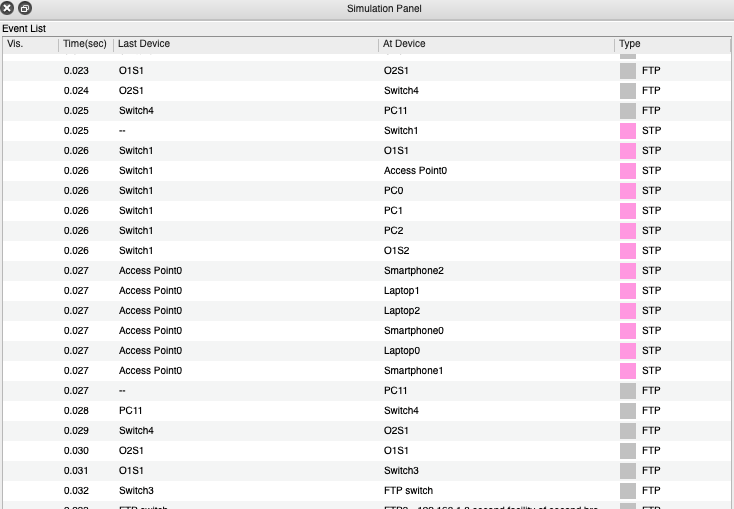 Simulation Panel
Event List
Vis. Time(sec) Last Device At Device Type
0.023 O1S1 O2S1 FTP
0.024 O2S1 Switch4 FTP
0.025 Switch4 PC11 FTP
0.025 -- Switch1 STP
0.026 Switch1 O1S1 STP
0.026 Switch1 Access Point0 STP
0.026 Switch1 PC0 STP
0.026 Switch1 PC1 STP
0.026 Switch1 PC2 STP
0.026 Switch1 O1S2 STP
0.027 Access Point0 Smartphone2 STP
0.027 Access Point0 Laptop1 STP
0.027 Access Point0 Laptop2 STP
0.027 Access Point0 Smartphone0 STP
0.027 Access Point0 Laptop0 STP
0.027 Access Point0 Smartphone1 STP
0.027 -- PC11 FTP
0.028 PC11 Switch4 FTP
0.029 Switch4 O2S1 FTP
0.030 O2S1 O1S1 FTP
0.031 O1S1 Switch3 FTP
0.032 Switch3 FTP switch FTP